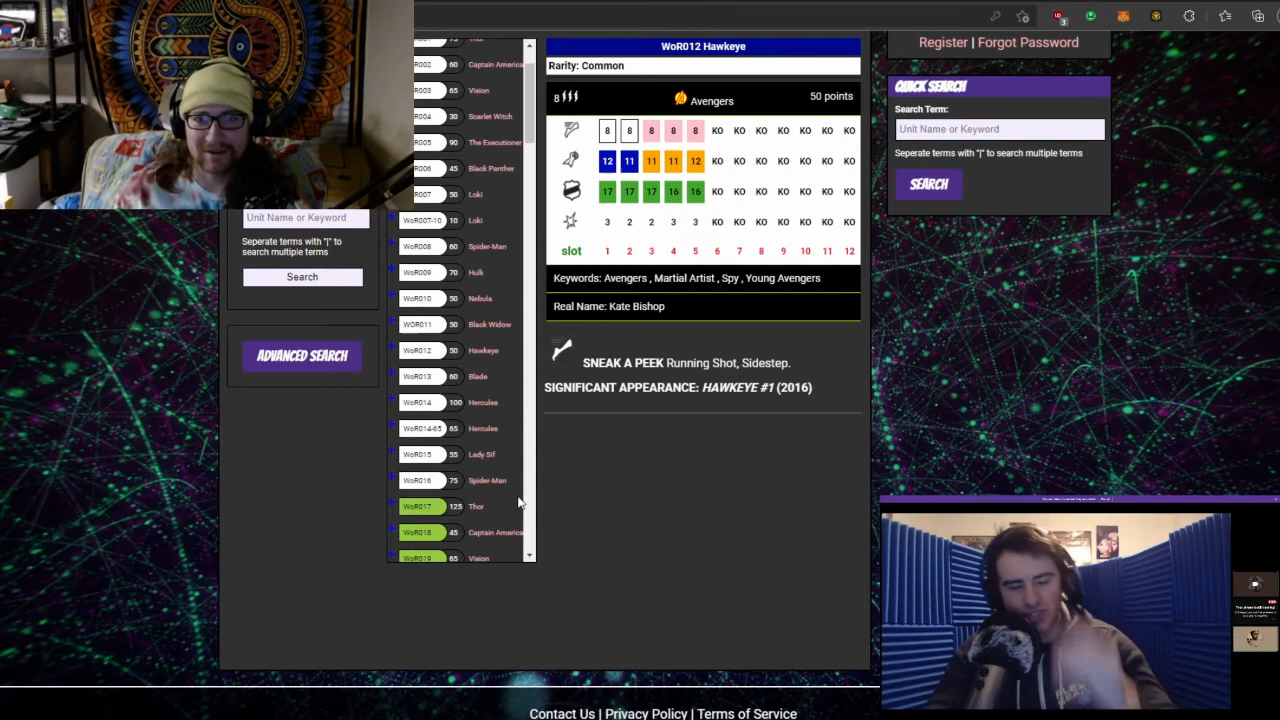 R002 60 Captain America
R003 65 Vision
R004 30 Scarlet Witch
R005 90 The Executioner
R006 45 Black Panther
R007 50 Loki
WoR007-10 10 Loki
WoR008 60 Spider-Man
WoR009 70 Hulk
WoR010 50 Nebula
WOR011 50 Black Widow
WoR012 50 Hawkeye
WoR013 60 Blade
WoR014 100 Hercules
WoR014-65 65 Hercules
WoR015 55 Lady Sif
WoR016 75 Spider-Man
WoR017 125 Thor
WoR018 45 Captain America
WoR019 65 Vision
Unit Name or Keyword
Seperate terms with "|" to
search multiple terms
Search
ADVANCED SEARCH
WoR012 Hawkeye
Rarity: Common
8 Avengers 50 points
8 8 8 8 8 KO KO KO KO KO KO KO
12 11 11 11 12 KO KO KO KO KO KO KO
17 17 17 16 16 KO KO KO KO KO KO KO
3 2 2 3 3 KO KO KO KO KO KO KO
slot 1 2 3 4 5 6 7 8 9 10 11 12
Keywords: Avengers , Martial Artist , Spy , Young Avengers
Real Name: Kate Bishop
SNEAK A PEEK Running Shot, Sidestep.
SIGNIFICANT APPEARANCE: HAWKEYE #1 (2016)
Register | Forgot Password
QUICK SEARCH
Search Term:
Unit Name or Keyword
Seperate terms with "|" to search multiple terms
SEARCH
Contact Us | Privacy Policy | Terms of Service